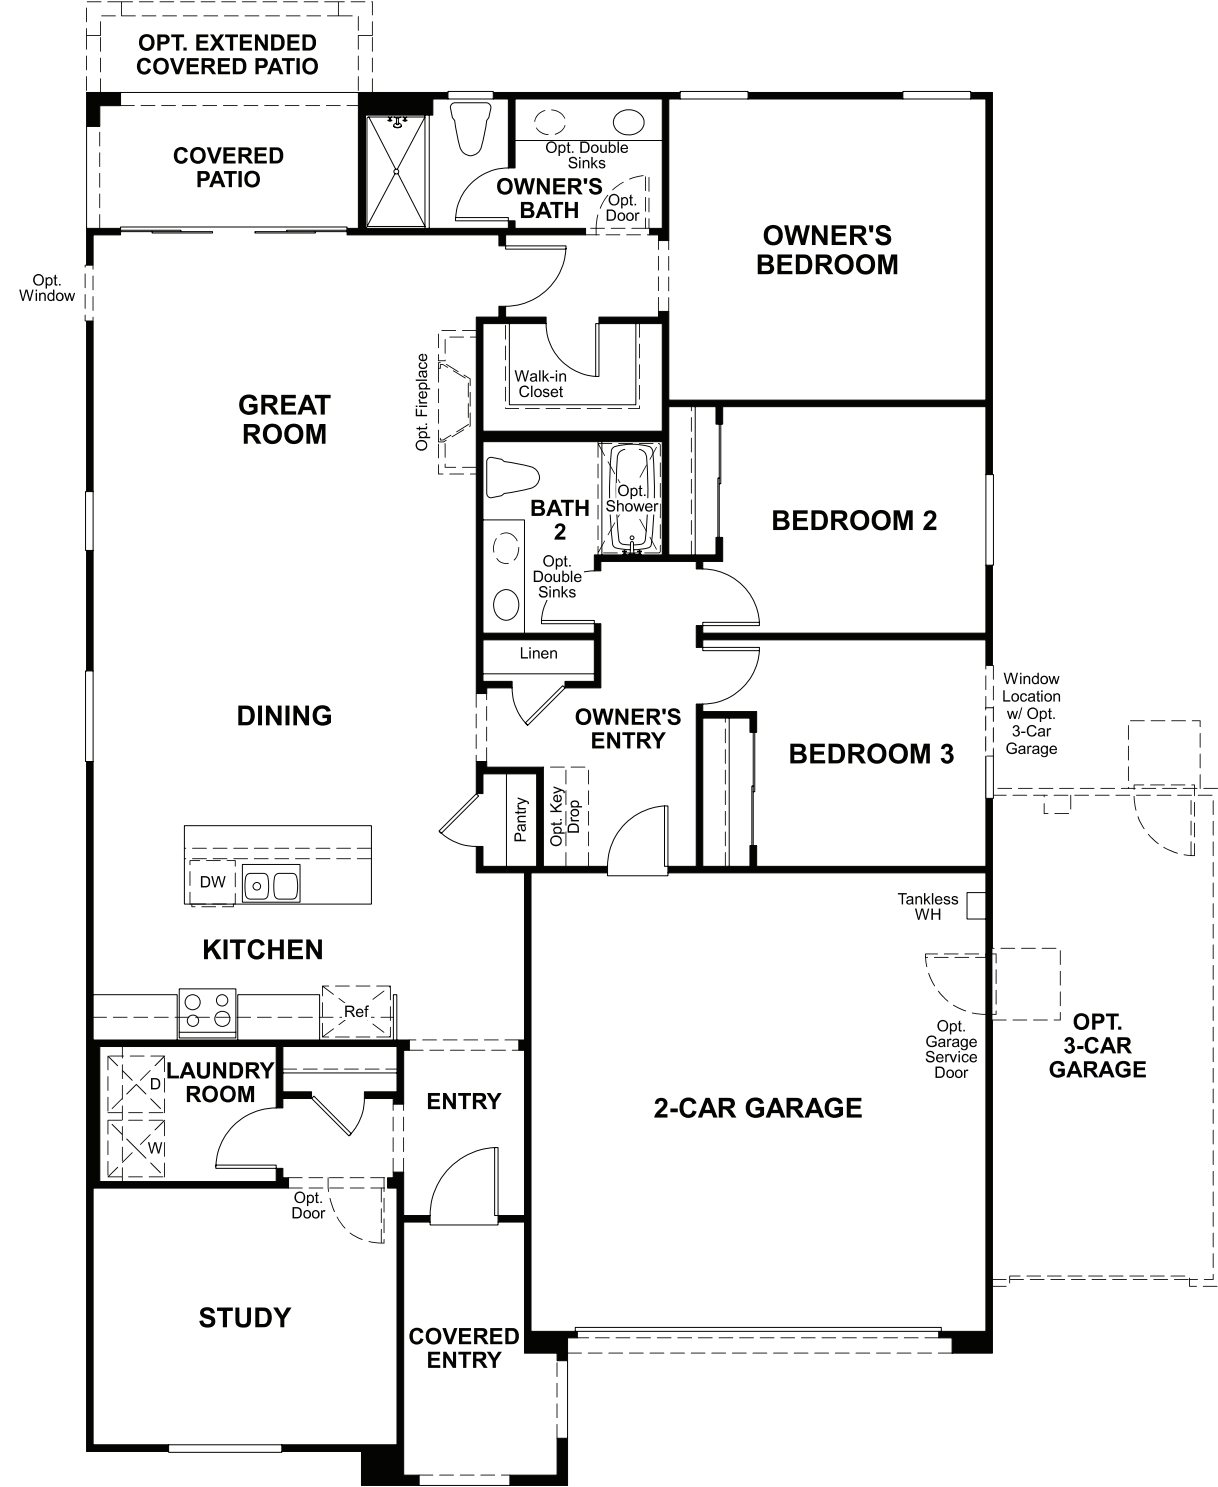 OPT. EXTENDED
COVERED PATIO
COVERED
PATIO
Opt. Double
Sinks
OWNER'S
BATH
Opt.
Door
OWNER'S
BEDROOM
Opt.
Window
GREAT
ROOM
Opt. Fireplace
Walk-in
Closet
BATH
2
Opt.
Shower
Opt.
Double
Sinks
BEDROOM 2
Linen
OWNER'S
ENTRY
DINING
BEDROOM 3
Window
Location
w/ Opt.
3-Car
Garage
Pantry
Opt. Key
Drop
DW
KITCHEN
Ref
Tankless
WH
Opt.
Garage
Service
Door
OPT.
3-CAR
GARAGE
LAUNDRY
ROOM
D
W
ENTRY
2-CAR GARAGE
Opt.
Door
STUDY
COVERED
ENTRY